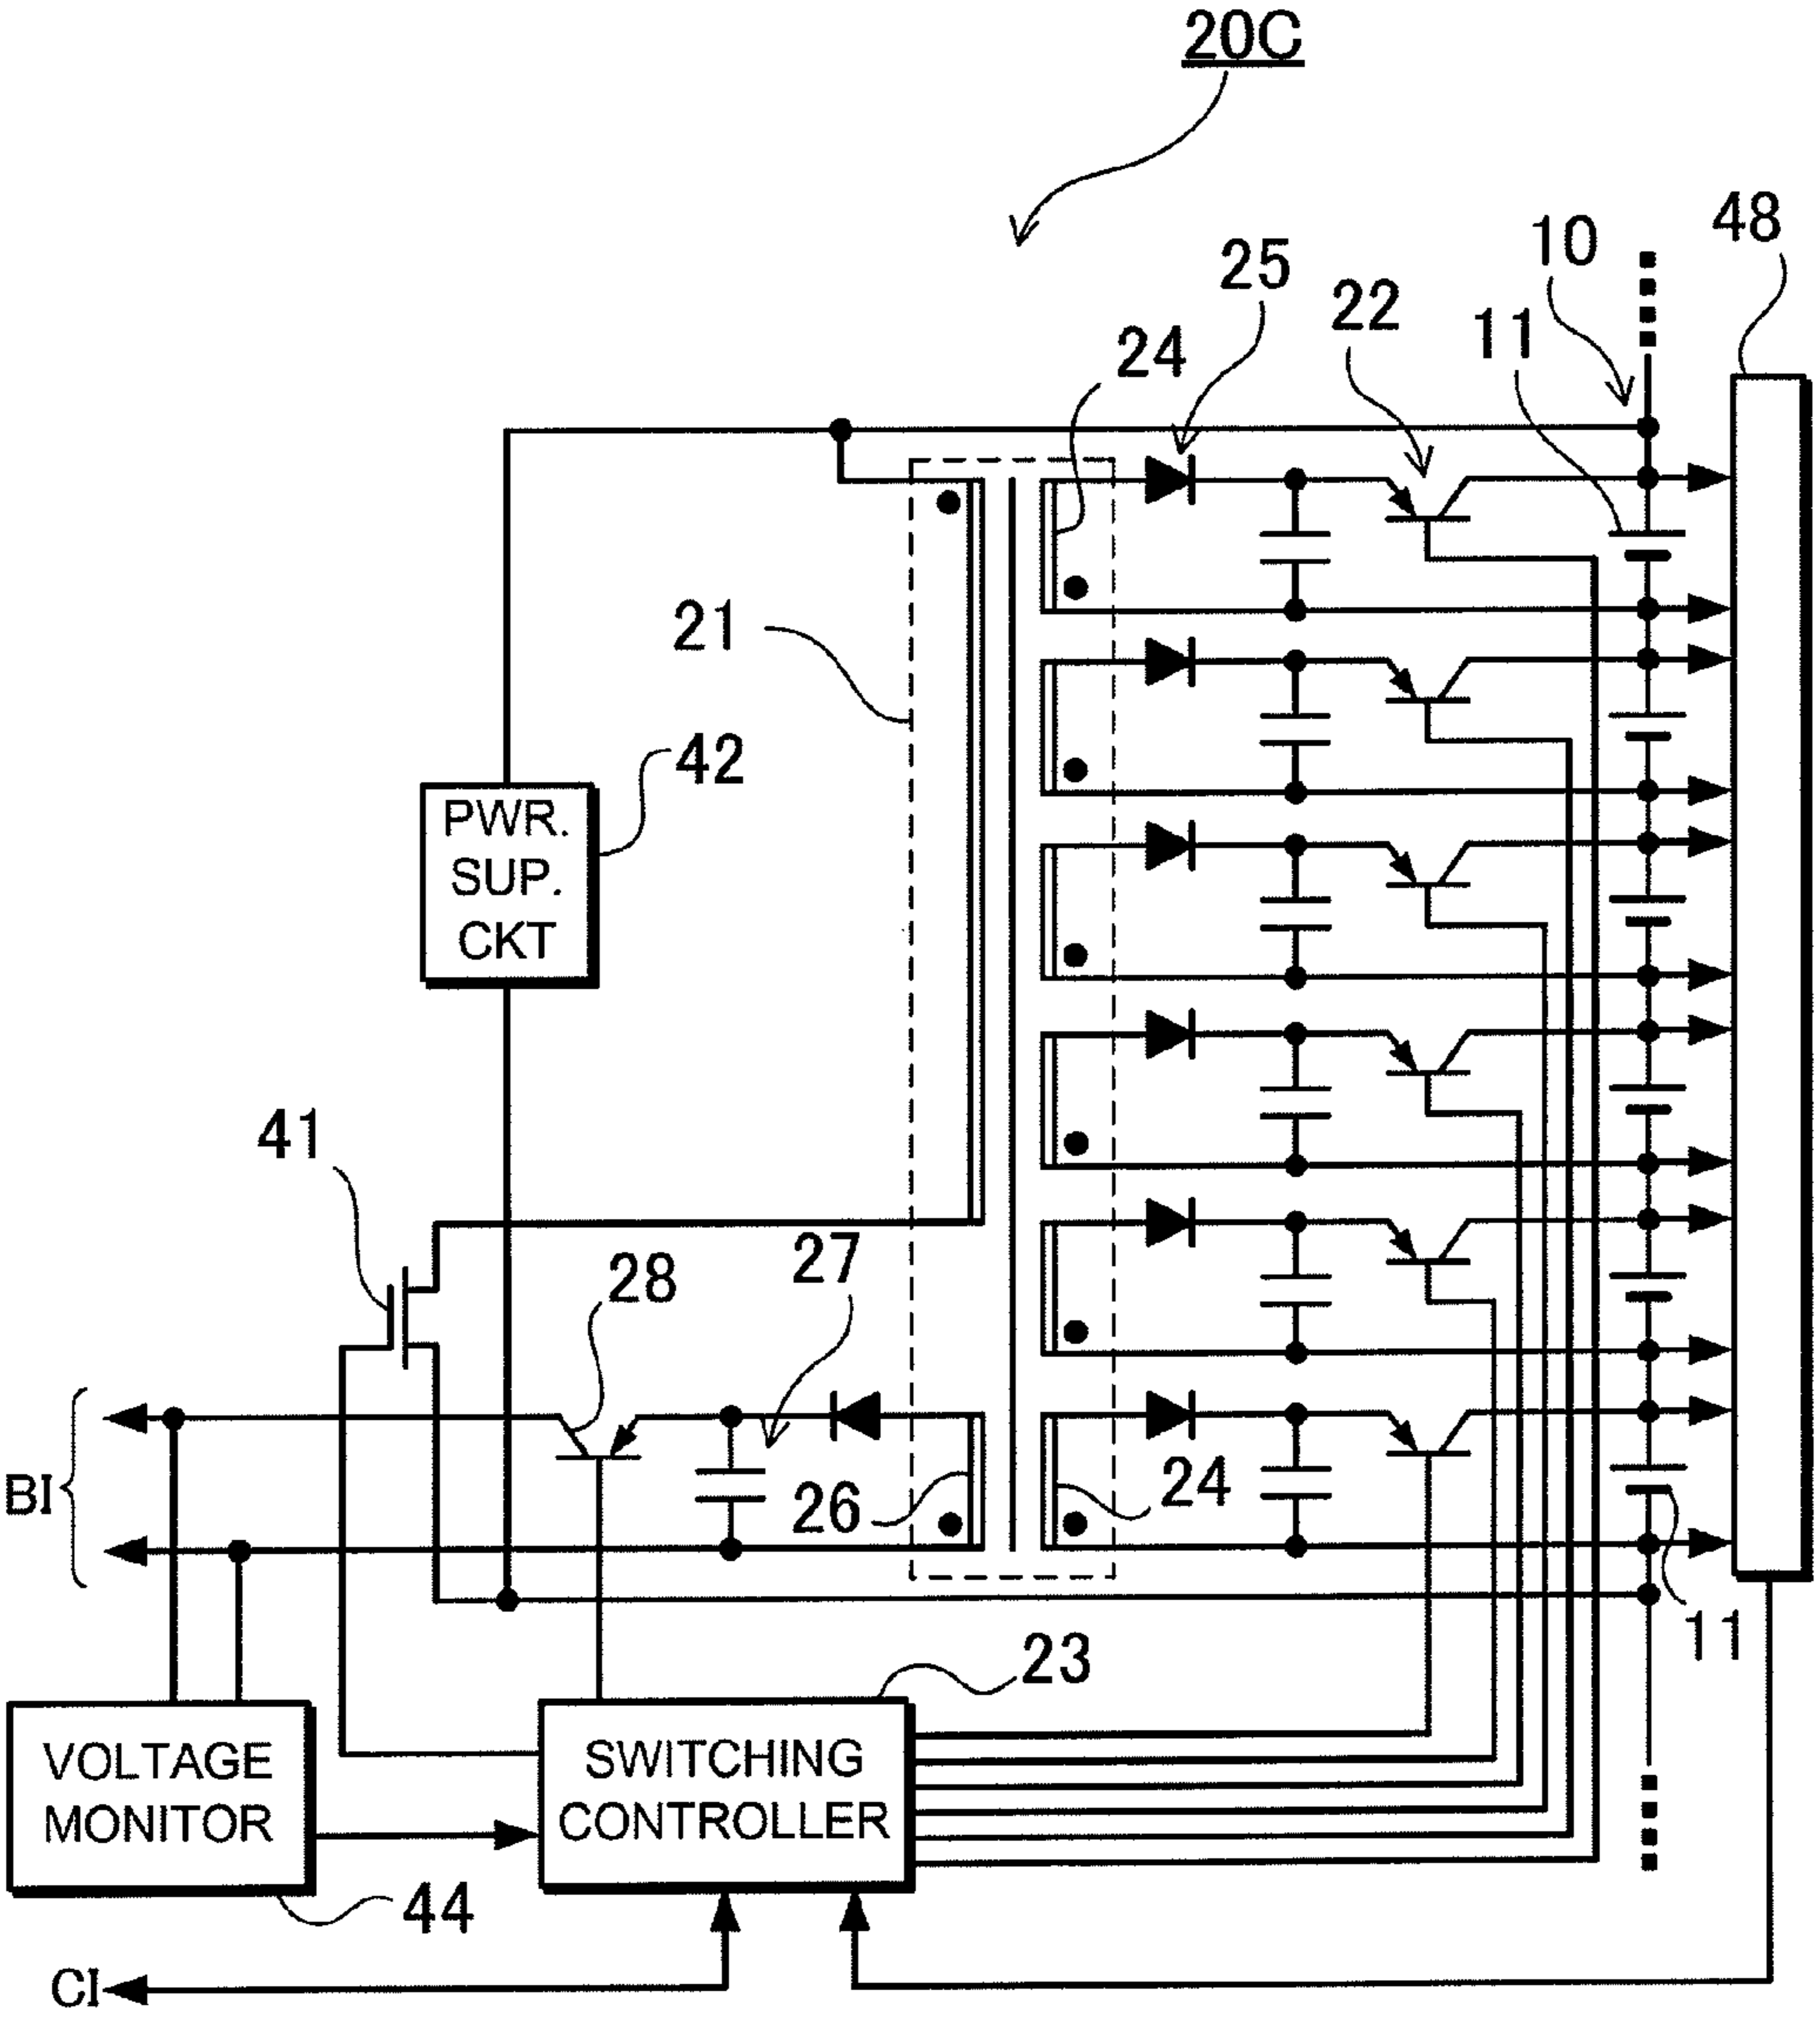 20C
48
10
25
22
11
24
21
42
PWR.
SUP.
CKT
41
28
27
BI
26
24
11
23
VOLTAGE
MONITOR
SWITCHING
CONTROLLER
44
CI